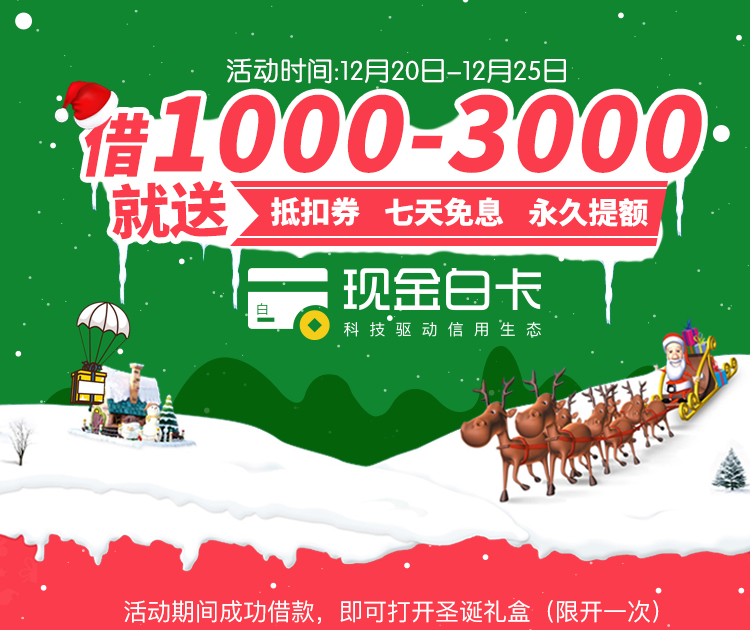 活动时间:12月20日–12月25日
借1000-3000
就送 抵扣券 七天免息 永久提额
白 现金白卡
科技驱动信用生态
活动期间成功借款，即可打开圣诞礼盒（限开一次）